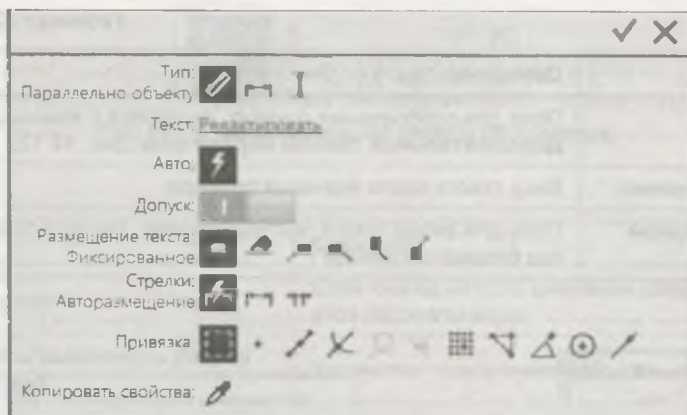 Тип:
Параллельно объекту
Текст: Редактировать
Авто:
Допуск:
Размещение текста:
Фиксированное
Стрелки:
Авторазмещение
Привязка
Копировать свойства: